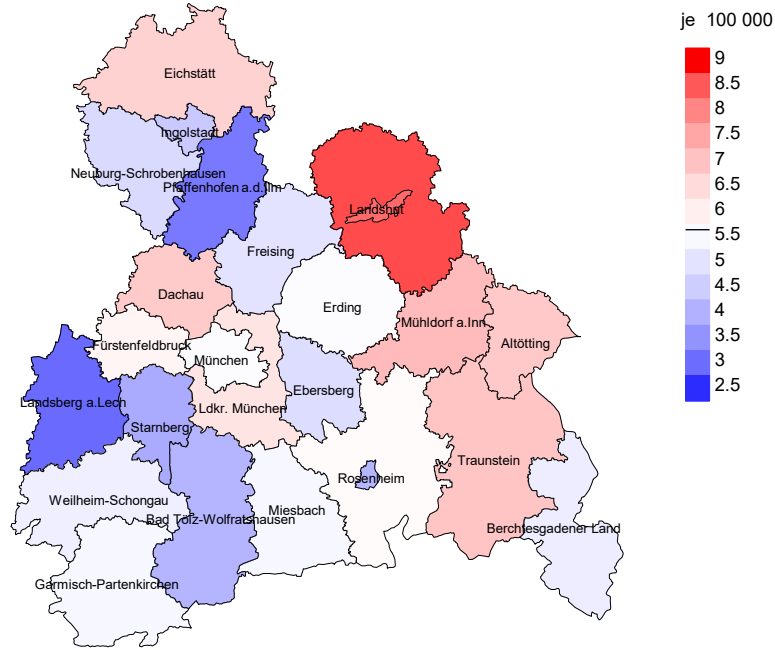 je 100 000
9
8.5
8
7.5
7
6.5
6
5.5
5
4.5
4
3.5
3
2.5
Eichstätt
Ingolstadt
Neuburg-Schrobenhausen
Pfaffenhofen a.d.Ilm
Landshut
Freising
Dachau
Erding
Mühldorf a.Inn
Altötting
Fürstenfeldbruck
München
Ebersberg
Landsberg a.Lech
Ldkr. München
Starnberg
Traunstein
Rosenheim
Weilheim-Schongau
Miesbach
Bad Tölz-Wolfratshausen
Berchtesgadener Land
Garmisch-Partenkirchen